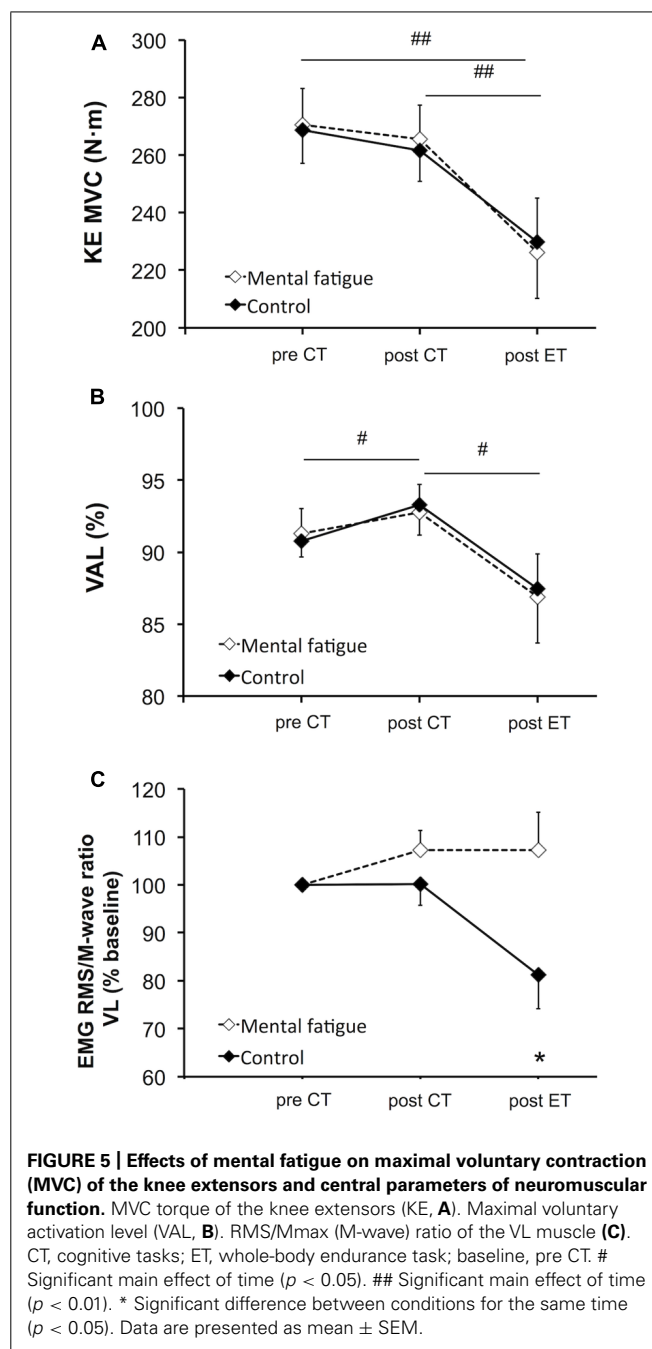 A
##
##
300
280
260
240
220
200
KE MVC (N·m)
Mental fatigue
Control
pre CT post CT post ET
B
#
#
100
95
90
85
80
VAL (%)
Mental fatigue
Control
pre CT post CT post ET
C
120
110
100
90
80
70
60
EMG RMS/M-wave ratio
VL (% baseline)
Mental fatigue
Control
*
pre CT post CT post ET
FIGURE 5 | Effects of mental fatigue on maximal voluntary contraction
(MVC) of the knee extensors and central parameters of neuromuscular
function. MVC torque of the knee extensors (KE, A). Maximal voluntary
activation level (VAL, B). RMS/Mmax (M-wave) ratio of the VL muscle (C).
CT, cognitive tasks; ET, whole-body endurance task; baseline, pre CT. #
Significant main effect of time (p < 0.05). ## Significant main effect of time
(p < 0.01). * Significant difference between conditions for the same time
(p < 0.05). Data are presented as mean ± SEM.